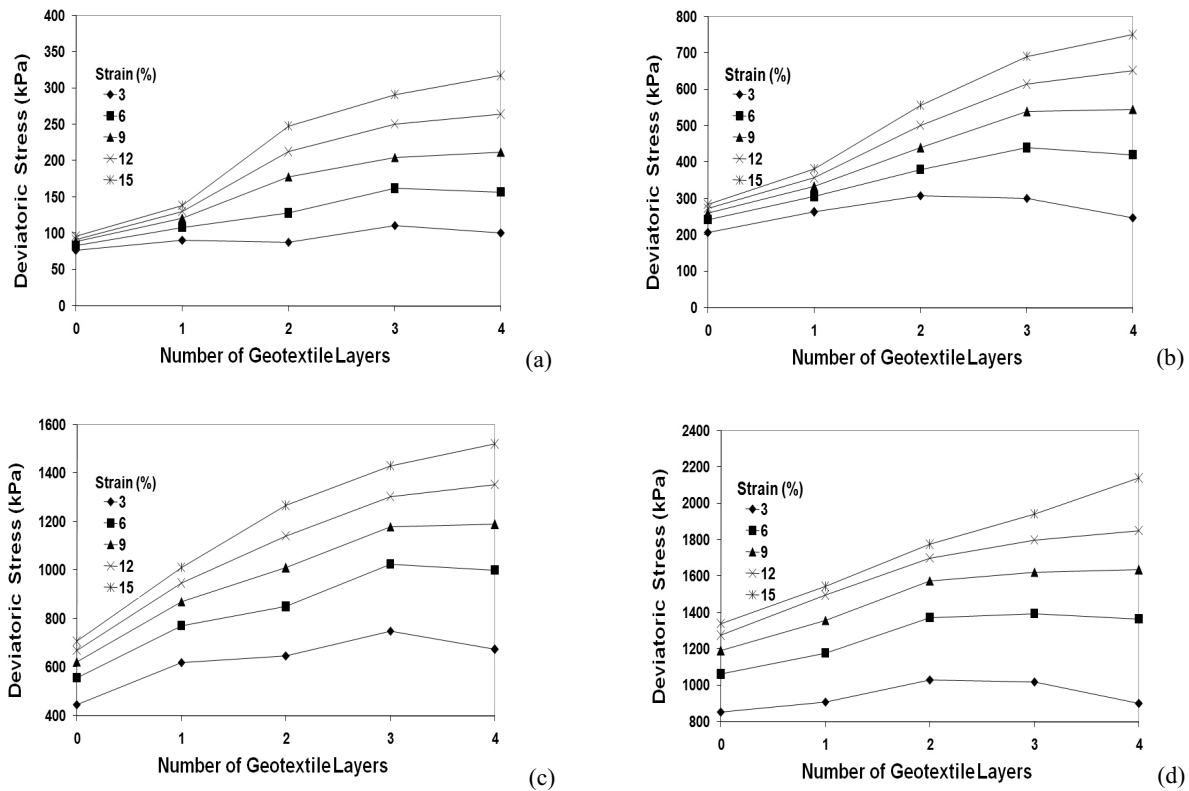 400
350
300
250
200
150
100
50
0
Deviatoric Stress (kPa)
Strain (%)
3
6
9
12
15
0 1 2 3 4
Number of Geotextile Layers
(a)
800
700
600
500
400
300
200
100
0
Deviatoric Stress (kPa)
Strain (%)
3
6
9
12
15
0 1 2 3 4
Number of Geotextile Layers
(b)
1600
1400
1200
1000
800
600
400
Deviatoric Stress (kPa)
Strain (%)
3
6
9
12
15
0 1 2 3 4
Number of Geotextile Layers
(c)
2400
2200
2000
1800
1600
1400
1200
1000
800
Deviatoric Stress (kPa)
Strain (%)
3
6
9
12
15
0 1 2 3 4
Number of Geotextile Layers
(d)